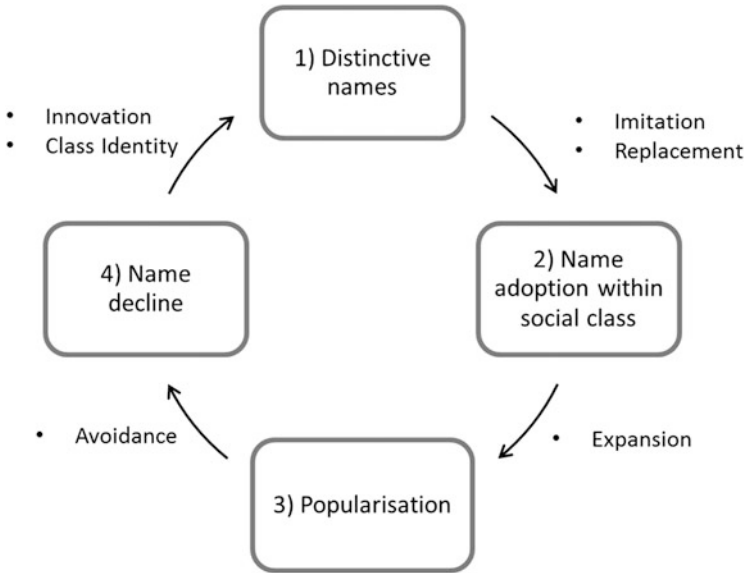 1) Distinctive
names
• Imitation
• Replacement
2) Name
adoption within
social class
• Expansion
3) Popularisation
• Avoidance
4) Name
decline
• Innovation
• Class Identity